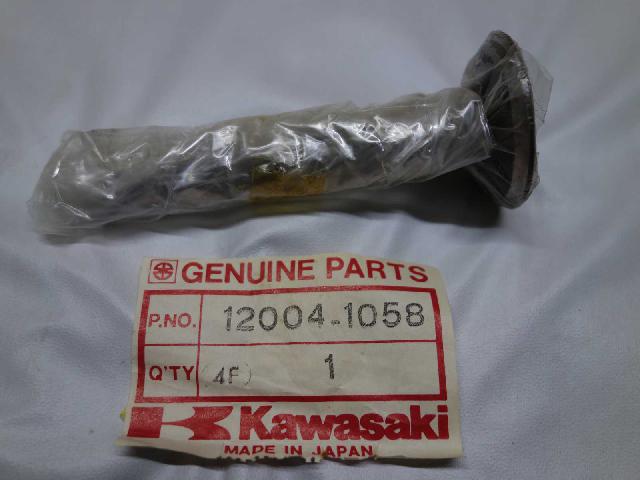 GENUINE PARTS
P.NO. 12004-1058
Q'TY (4F) 1
Kawasaki
MADE IN JAPAN